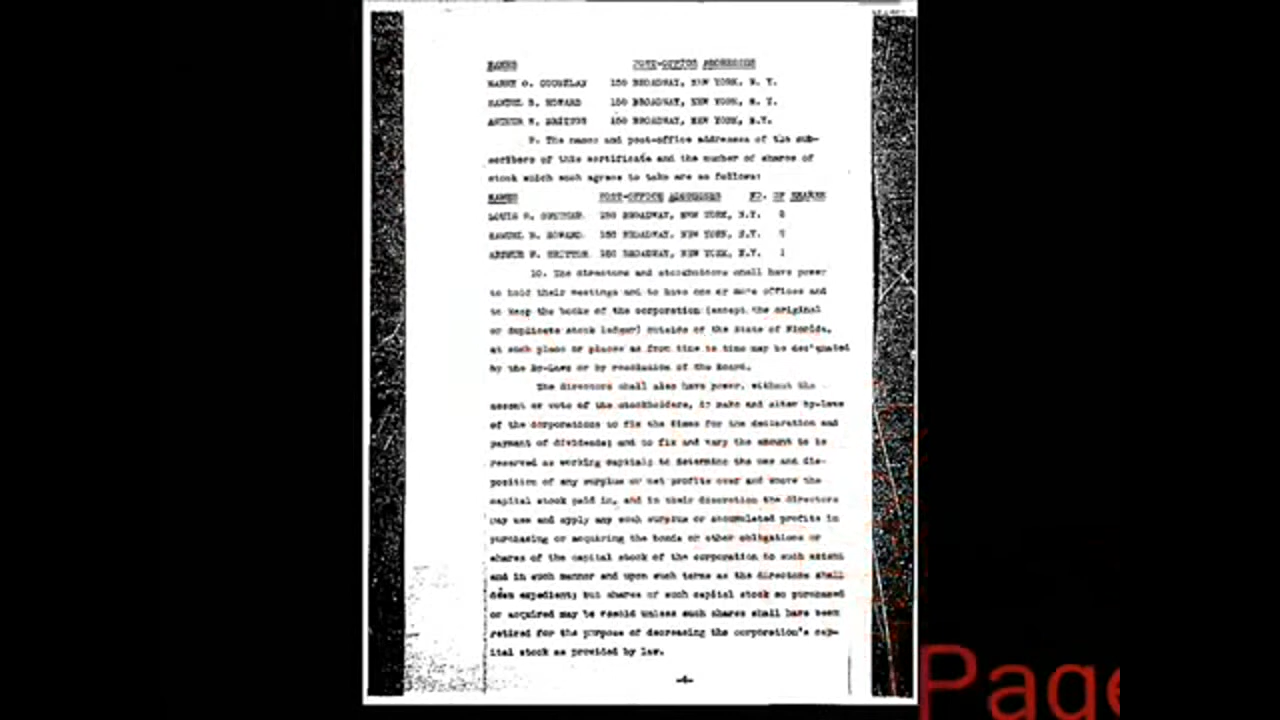 NAMES POST-OFFICE ADDRESSES
HARRY O. 150 BROADWAY, NEW YORK, N. Y.
SAMUEL B. HOWARD 150 BROADWAY, NEW YORK, N. Y.
ARTHUR W. BRITTON 150 BROADWAY, NEW YORK, N.Y.
9. The names and post-office addresses of the sub-
scribers of this certificate and the number of shares of
stock which each agrees to take are as follows:
NAMES POST-OFFICE ADDRESSES NO. OF SHARES
LOUIS 150 BROADWAY, NEW YORK, N.Y.
SAMUEL B. HOWARD 150 BROADWAY, NEW YORK, N.Y.
ARTHUR W. BRITTON 150 BROADWAY, NEW YORK, N.Y. 1
10. The directors and stockholders shall have power
to hold their meetings and to have one or more offices and
to keep the books of the corporation (except the original
or duplicate stock ledger) outside of the State of Florida,
at such place or places as from time to time may be designated
by the By-Laws or by resolution of the Board.
The directors shall also have power, without the
assent or vote of the stockholders, to make and alter by-laws
of the corporation; to fix the times for the declaration and
payment of dividends; and to fix and vary the amount to be
reserved as working capital; to determine the use and dis-
position of any surplus or net profits over and above the
capital stock paid in, and in their discretion the directors
may use and apply any such surplus or accumulated profits in
purchasing or acquiring the bonds or other obligations or
shares of the capital stock of the corporation to such extent
and in such manner and upon such terms as the directors shall
deem expedient; but shares of such capital stock so purchased
or acquired may be resold unless such shares shall have been
retired for the purpose of decreasing the corporation's cap-
ital stock as provided by law.
-4-
Page